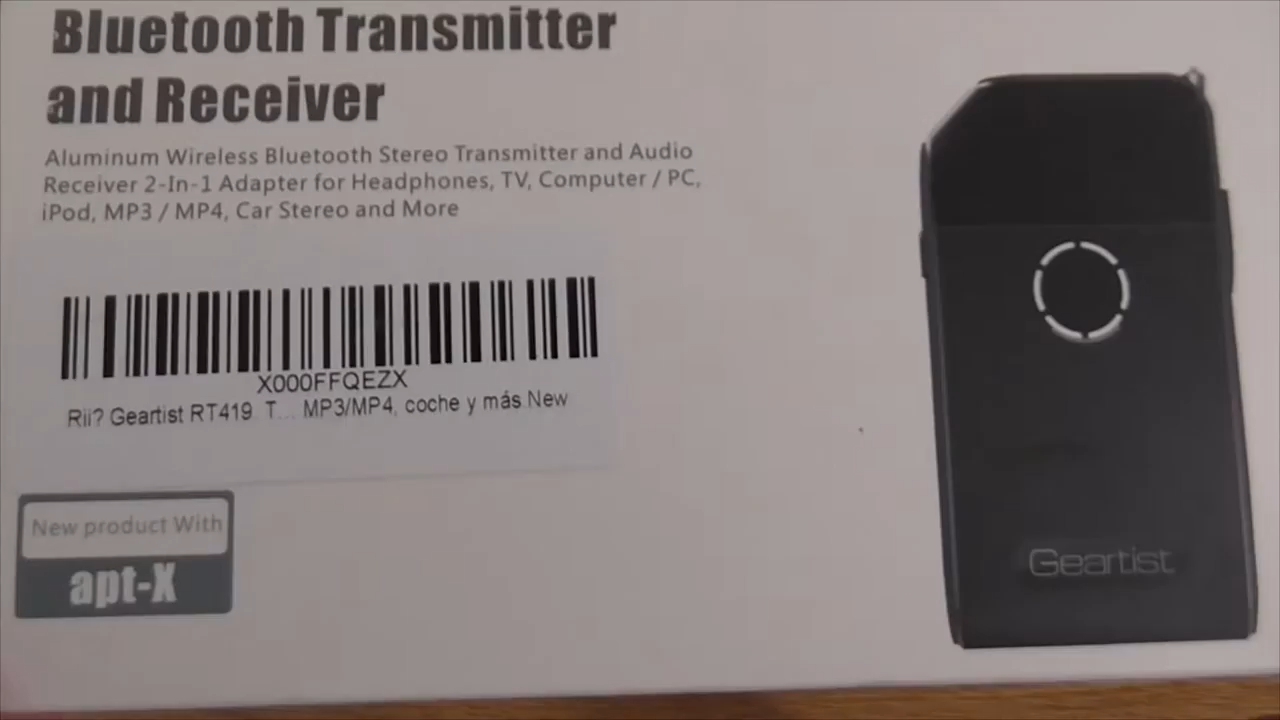 Bluetooth Transmitter
and Receiver
Aluminum Wireless Bluetooth Stereo Transmitter and Audio
Receiver 2-In-1 Adapter for Headphones, TV, Computer / PC,
iPod, MP3 / MP4, Car Stereo and More
X000FFQEZX
Rii? Geartist RT419 T... MP3/MP4, coche y más New
New product With
apt-X
Geartist